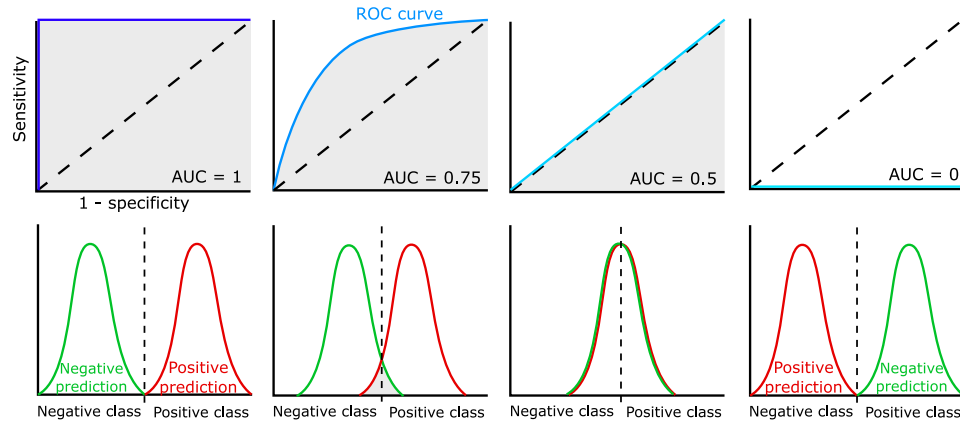 ROC curve
Sensitivity
AUC = 1
AUC = 0.75
AUC = 0.5
AUC = 0
1 - specificity
Negative
prediction
Positive
prediction
Positive
prediction
Negative
prediction
Negative class
Positive class
Negative class
Positive class
Negative class
Positive class
Negative class
Positive class